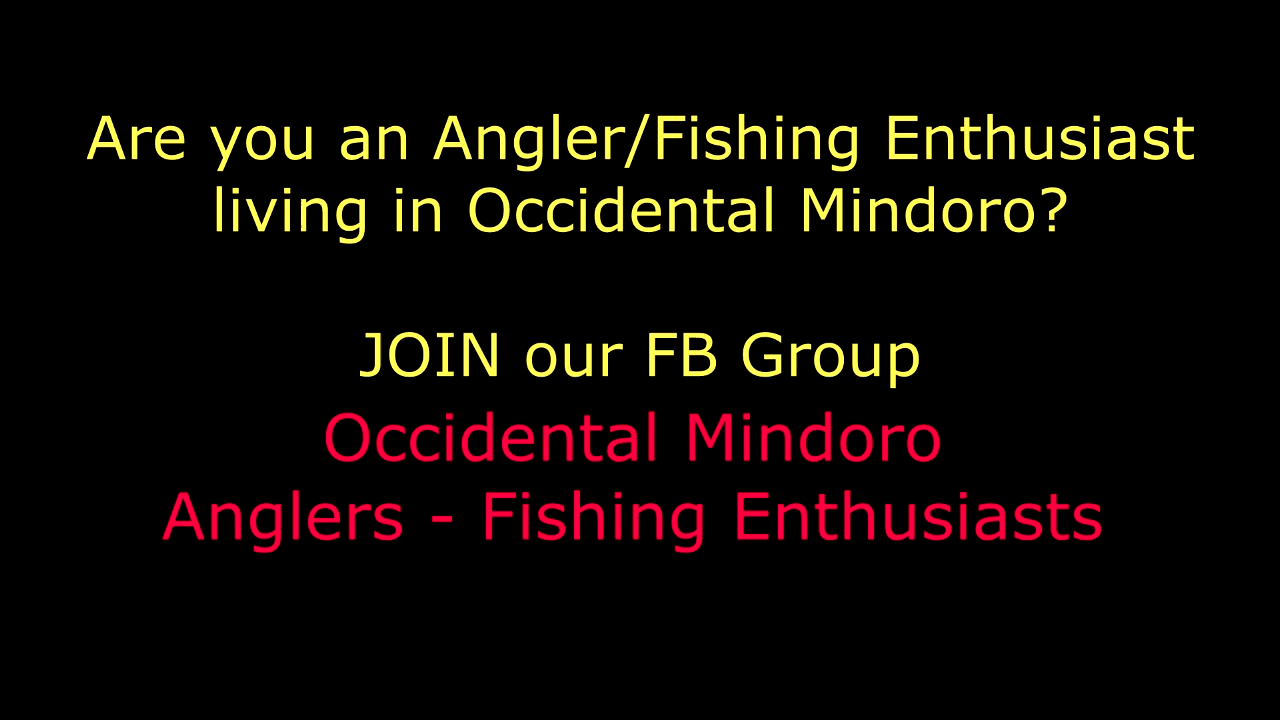 Are you an Angler/Fishing Enthusiast
living in Occidental Mindoro?
JOIN our FB Group
Occidental Mindoro
Anglers - Fishing Enthusiasts